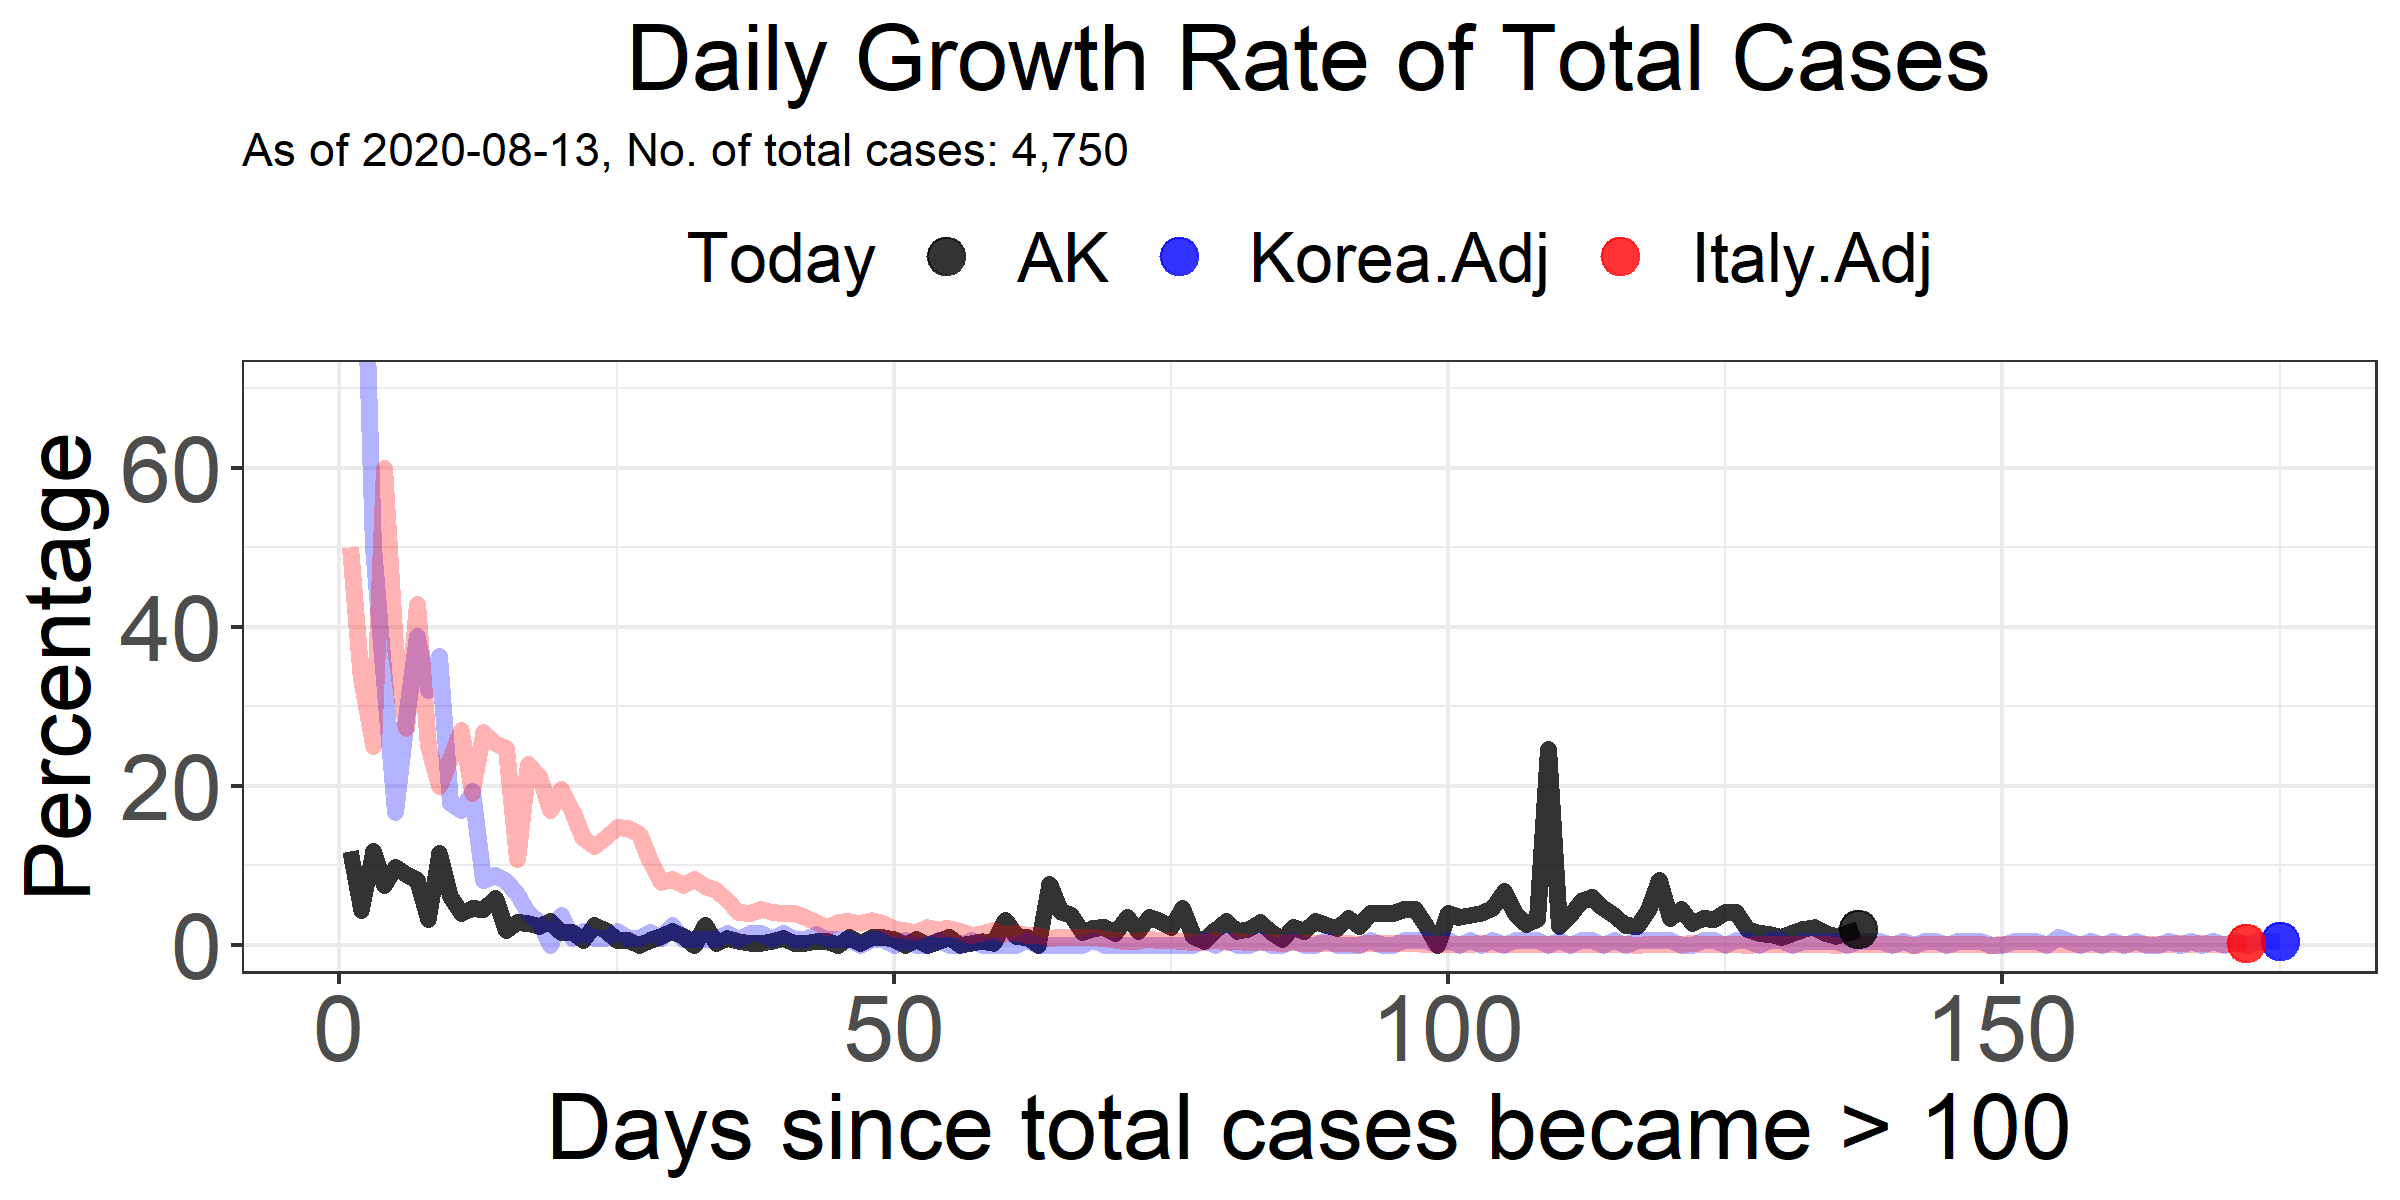 Daily Growth Rate of Total Cases
As of 2020-08-13, No. of total cases: 4,750
Today AK Korea.Adj Italy.Adj
Percentage
60
40
20
0
0 50 100 150
Days since total cases became > 100